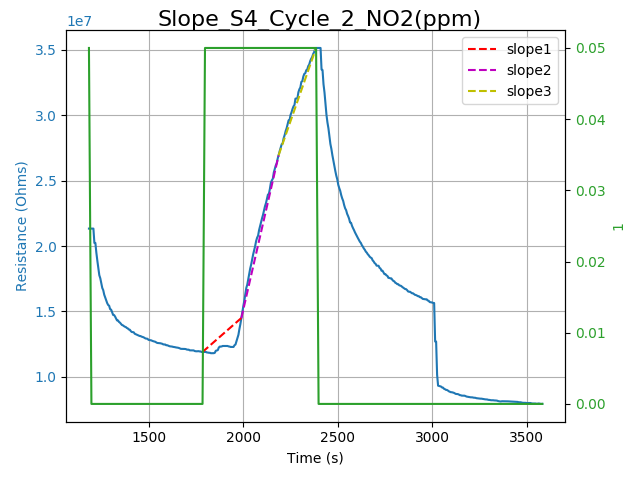 Slope_S4_Cycle_2_NO2(ppm)
1e7
slope1
slope2
slope3
3.5
3.0
2.5
2.0
1.5
1.0
Resistance (Ohms)
0.05
0.04
0.03
0.02
0.01
0.00
1
1500 2000 2500 3000 3500
Time (s)